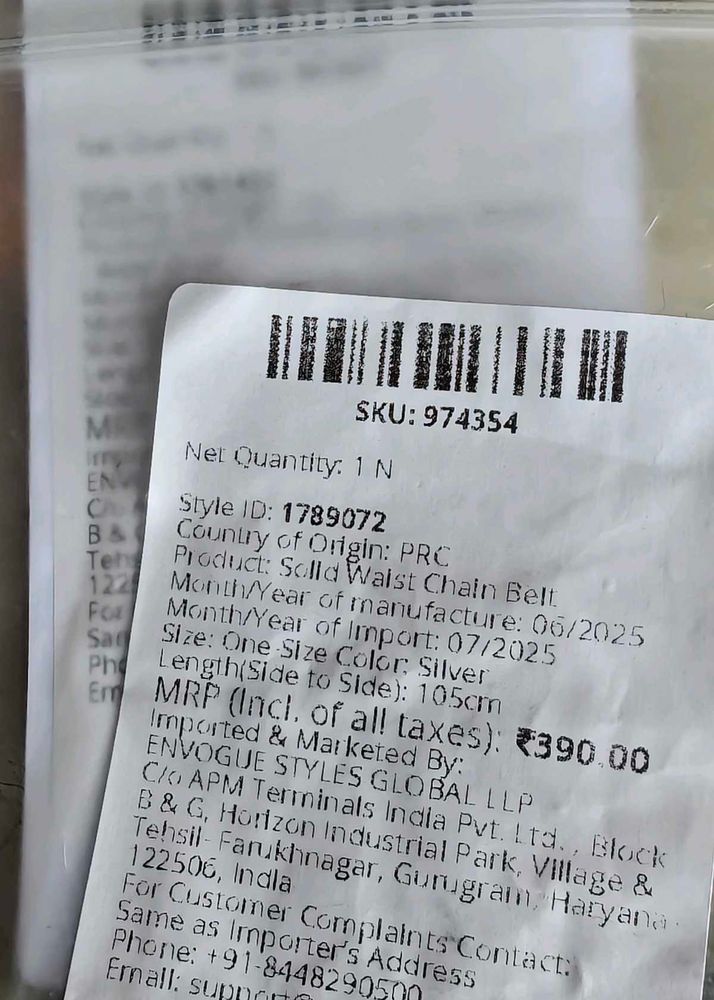 SKU: 974354
Net Quantity: 1 N
Style ID: 1789072
Country of Origin: PRC
Product: Solid Waist Chain Belt
Month/Year of manufacture: 06/2025
Month/Year of Import: 07/2025
Size: One Size Color: Silver
Length(Side to Side): 105cm
MRP (Incl. of all taxes): ₹390.00
Imported & Marketed By:
ENVOGUE STYLES GLOBAL LLP
C/o APM Terminals India Pvt. Ltd., Block
B & G, Horizon Industrial Park, Village &
Tehsil- Farukhnagar, Gurugram, Haryana-
122506, India
For Customer Complaints Contact:
Same as Importer's Address
Phone: +91-8448290500
Email: